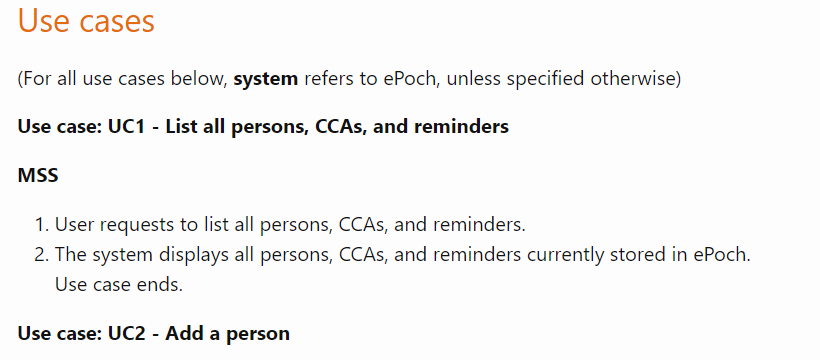 Use cases
(For all use cases below, system refers to ePoch, unless specified otherwise)
Use case: UC1 - List all persons, CCAs, and reminders
MSS
1. User requests to list all persons, CCAs, and reminders.
2. The system displays all persons, CCAs, and reminders currently stored in ePoch.
Use case ends.
Use case: UC2 - Add a person